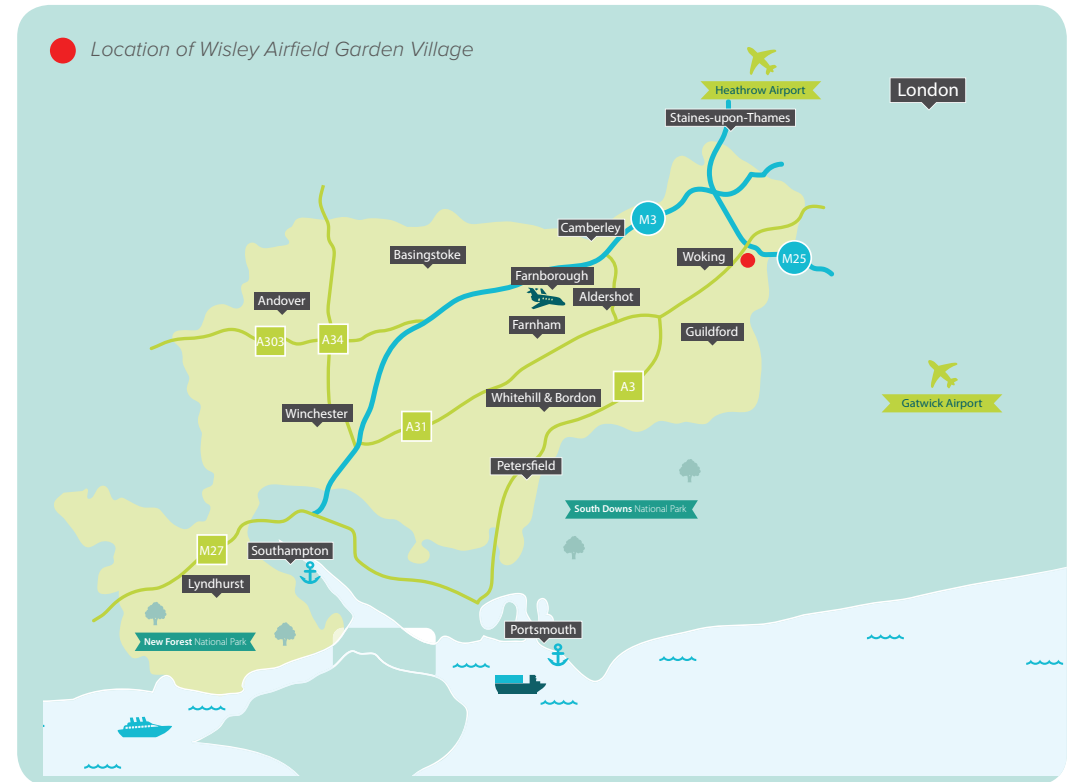 Location of Wisley Airfield Garden Village
Heathrow Airport
London
Staines-upon-Thames
M3
Camberley
Basingstoke
Woking
M25
Farnborough
Andover
Aldershot
Farnham
Guildford
A303
A34
A3
Gatwick Airport
Whitehill & Bordon
Winchester
A31
Petersfield
South Downs National Park
M27
Southampton
Lyndhurst
New Forest National Park
Portsmouth